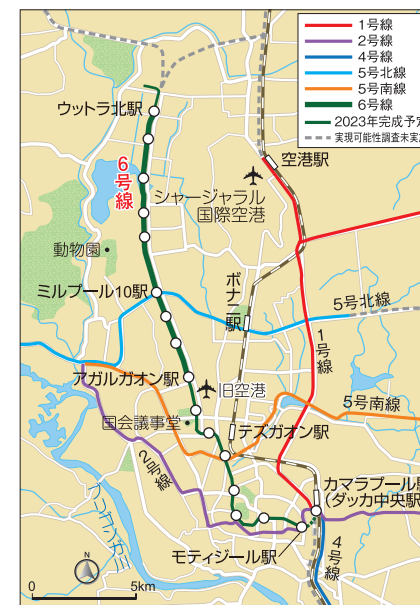 1号線
2号線
4号線
5号北線
5号南線
6号線
2023年完成予定
実現可能性調査未実
ウットラ北駅
6号線
空港駅
シャージャラル
国際空港
動物園
ボナニ駅
ミルプール10駅
5号北線
1号線
アガルガオン駅
旧空港
5号南線
国会議事堂
テズガオン駅
2号線
カマラプール駅
(ダッカ中央駅
ブリガンガ川
モティジール駅
4号線
N
0 5km